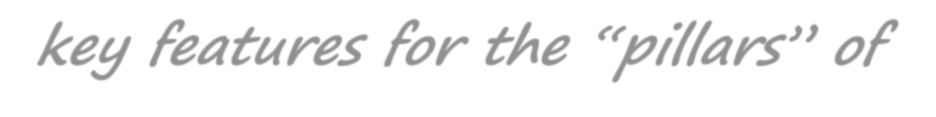 key features for the “pillars” of